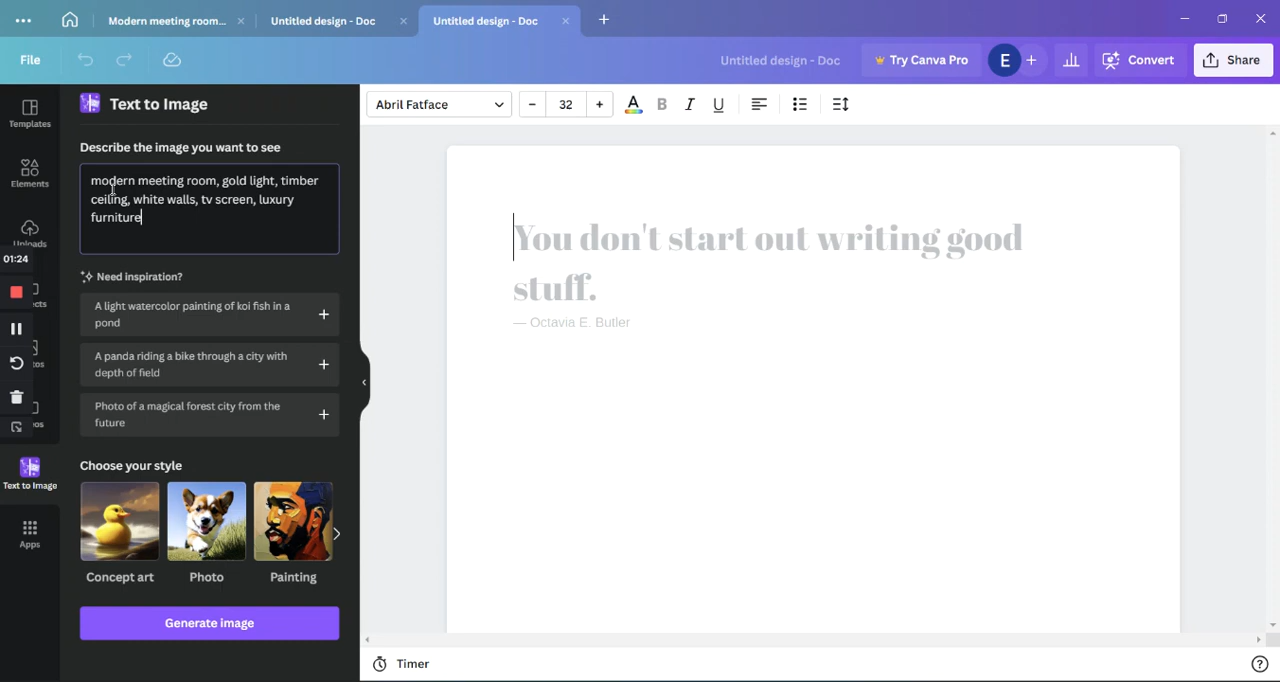 Modern meeting room...
Untitled design - Doc
Untitled design - Doc
File
Untitled design - Doc
Try Canva Pro
E
Convert
Share
Templates
Elements
Uploads
01:24
Text to Image
Apps
Text to Image
Describe the image you want to see
modern meeting room, gold light, timber
ceiling, white walls, tv screen, luxury
furniture
Need inspiration?
A light watercolor painting of koi fish in a
pond
A panda riding a bike through a city with
depth of field
Photo of a magical forest city from the
future
Choose your style
Concept art
Photo
Painting
Generate image
Abril Fatface
- 32 +
A B I U
You don't start out writing good
stuff.
— Octavia E. Butler
Timer